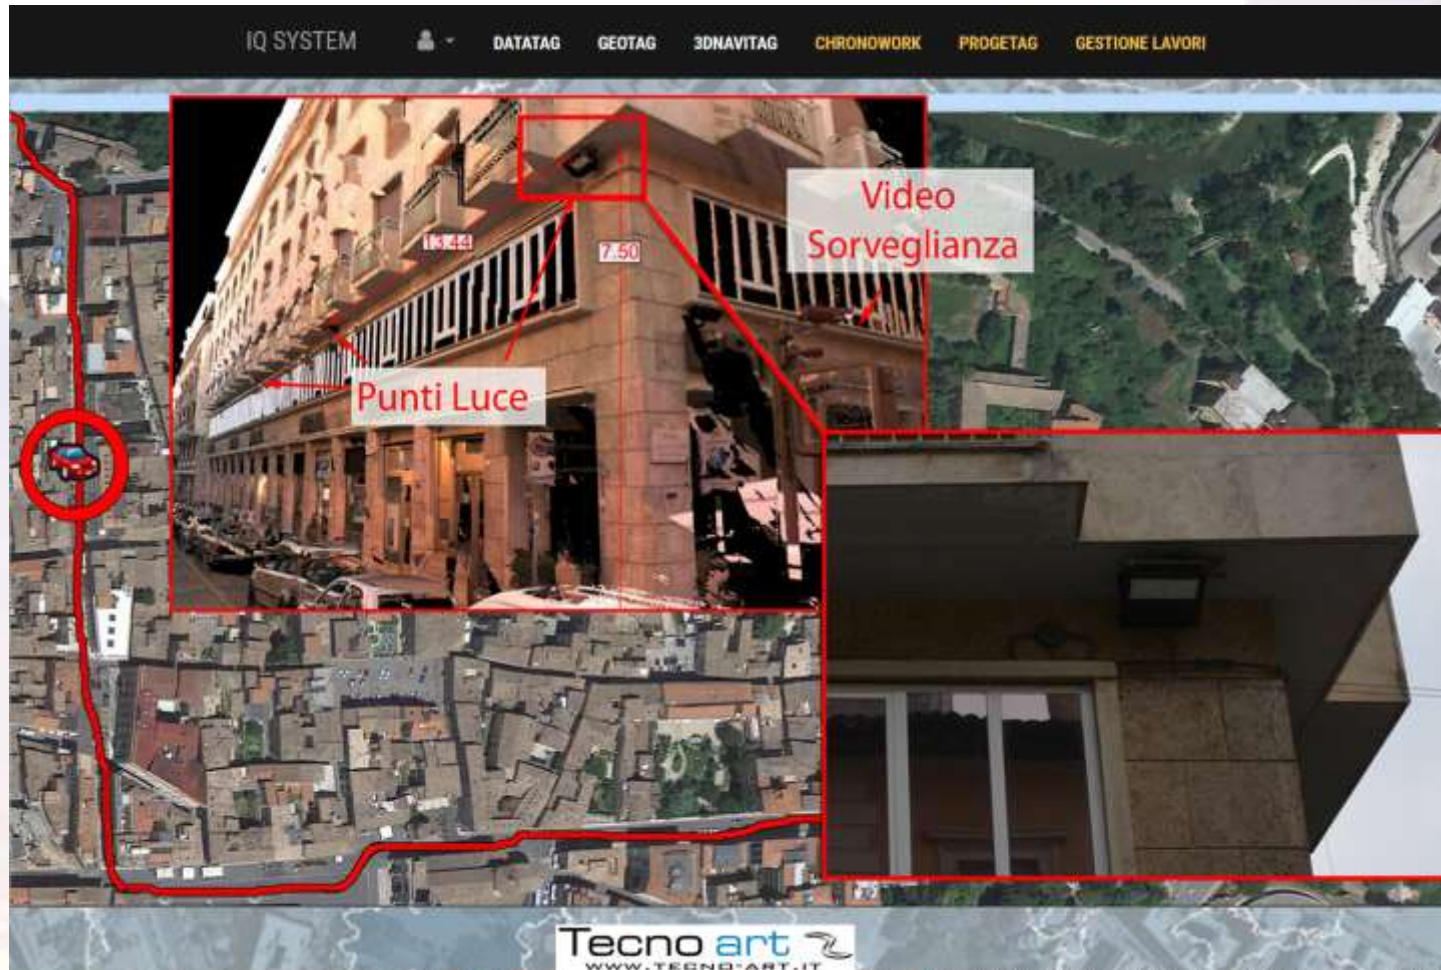 IQ SYSTEM
DATATAG
GEOTAG
3DNAVITAG
CHRONOWORK
PROGETAG
GESTIONE LAVORI
Video
Sorveglianza
13.44
7.50
Punti Luce
Tecno art
WWW.TECNO-ART.IT